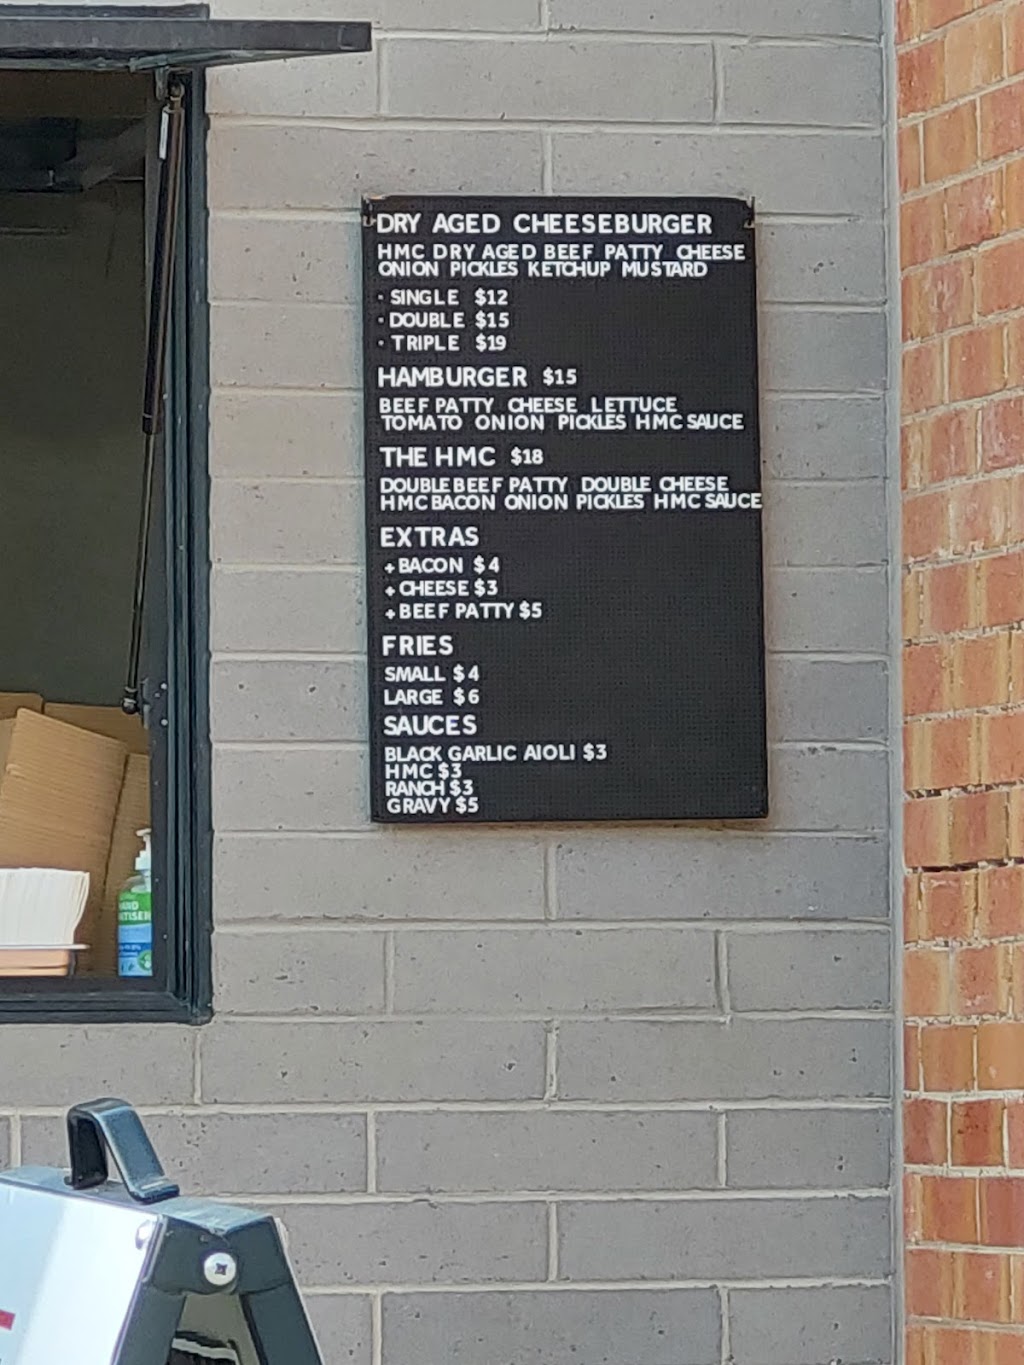 DRY AGED CHEESEBURGER
HMC DRY AGED BEEF PATTY CHEESE
ONION PICKLES KETCHUP MUSTARD
· SINGLE $12
· DOUBLE $15
· TRIPLE $19
HAMBURGER $15
BEEF PATTY CHEESE LETTUCE
TOMATO ONION PICKLES HMC SAUCE
THE HMC $18
DOUBLE BEEF PATTY DOUBLE CHEESE
HMC BACON ONION PICKLES HMC SAUCE
EXTRAS
+ BACON $4
+ CHEESE $3
+ BEEF PATTY $5
FRIES
SMALL $4
LARGE $6
SAUCES
BLACK GARLIC AIOLI $3
HMC $3
RANCH $3
GRAVY $5